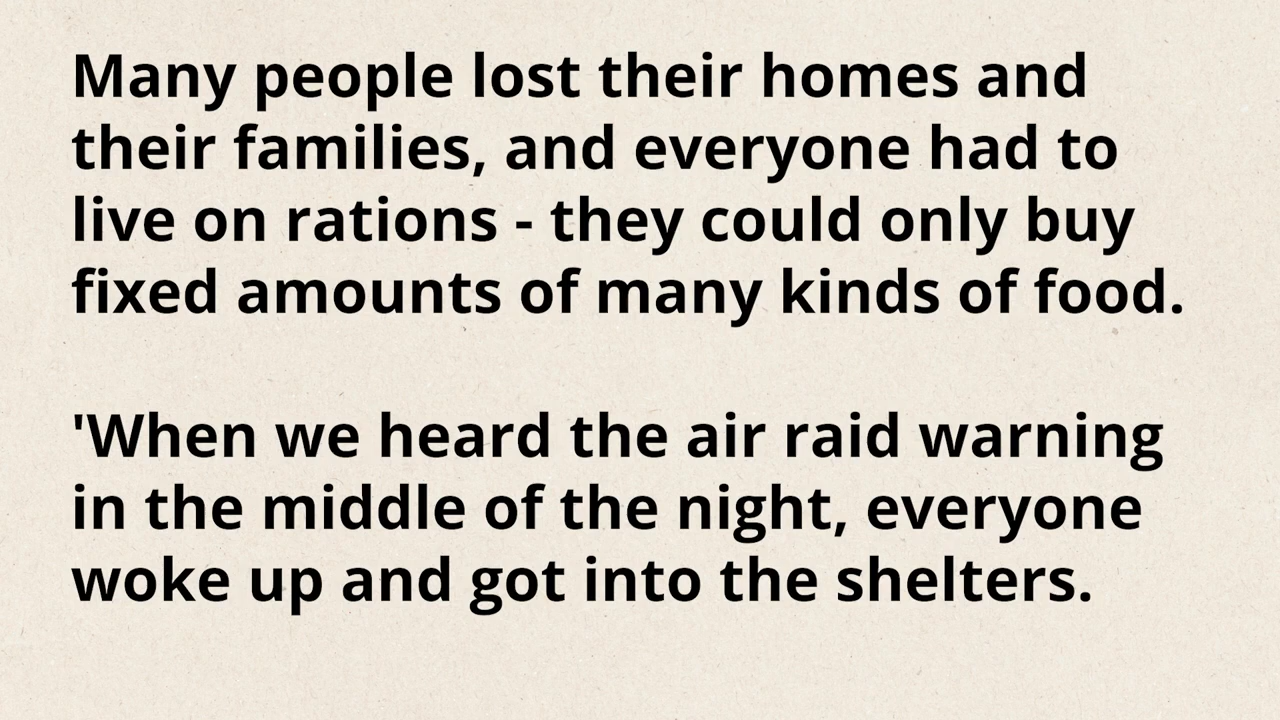 Many people lost their homes and
their families, and everyone had to
live on rations - they could only buy
fixed amounts of many kinds of food.

'When we heard the air raid warning
in the middle of the night, everyone
woke up and got into the shelters.